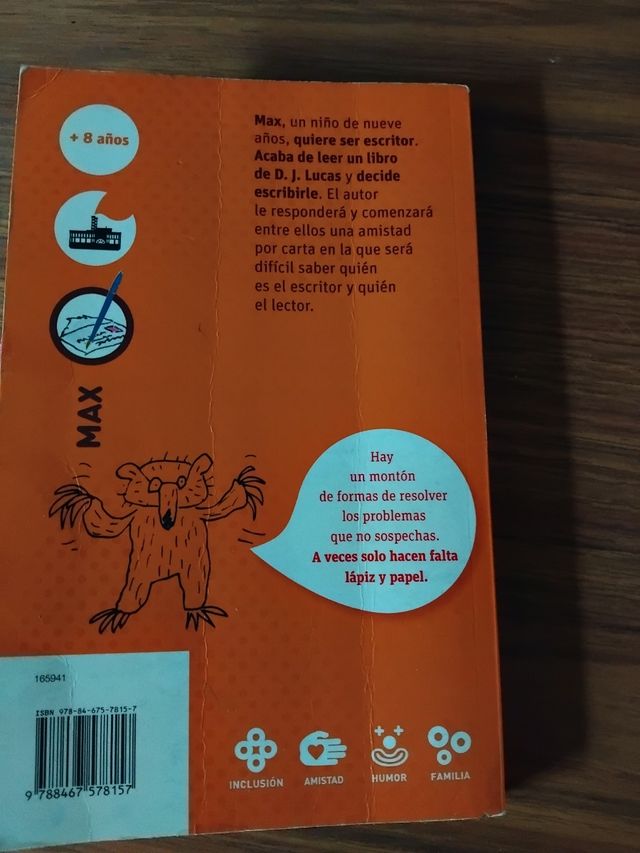 + 8 años
Max, un niño de nueve
años, quiere ser escritor.
Acaba de leer un libro
de D. J. Lucas y decide
escribirle. El autor
le responderá y comenzará
entre ellos una amistad
por carta en la que será
difícil saber quién
es el escritor y quién
el lector.
MAX
Hay
un montón
de formas de resolver
los problemas
que no sospechas.
A veces solo hacen falta
lápiz y papel.
165941
ISBN 978-84-675-7815-7
9 788467 578157
INCLUSIÓN
AMISTAD
HUMOR
FAMILIA